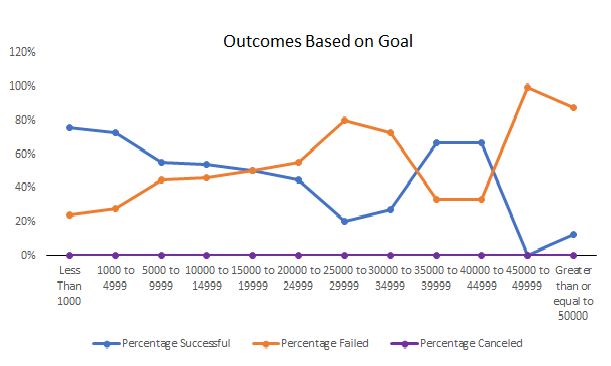 Outcomes Based on Goal
120%
100%
80%
60%
40%
20%
0%
Less Than 1000
1000 to 4999
5000 to 9999
10000 to 14999
15000 to 19999
20000 to 24999
25000 to 29999
30000 to 34999
35000 to 39999
40000 to 44999
45000 to 49999
Greater than or equal to 50000
Percentage Successful
Percentage Failed
Percentage Canceled